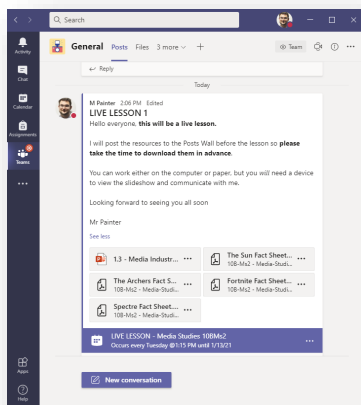 Search
Activity
Chat
Calendar
Assignments
Teams
Apps
Help
General Posts Files 3 more
Team
Reply
Today
M Painter 2:06 PM Edited
LIVE LESSON 1
Hello everyone, this will be a live lesson.
I will post the resources to the Posts Wall before the lesson so please
take the time to download them in advance.
You can work either on the computer or paper, but you will need a device
to view the slideshow and communicate with me.
Looking forward to seeing you all soon
Mr Painter
See less
1.3 - Media Industr...
The Sun Fact Sheet...
10B-Ms2 - Media-Studi...
The Archers Fact S...
10B-Ms2 - Media-Studi...
Fortnite Fact Sheet...
10B-Ms2 - Media-Studi...
Spectre Fact Sheet....
10B-Ms2 - Media-Studi...
LIVE LESSON - Media Studies 10BMs2
Occurs every Tuesday @1:15 PM until 1/13/21
New conversation